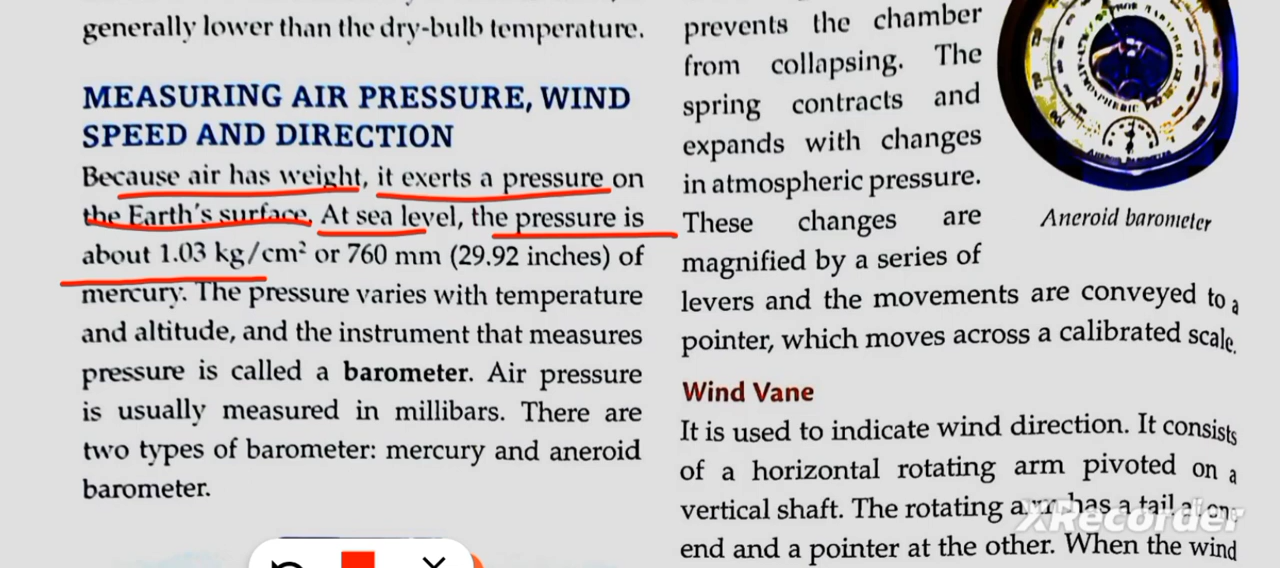 generally lower than the dry-bulb temperature.
MEASURING AIR PRESSURE, WIND
SPEED AND DIRECTION
Because air has weight, it exerts a pressure on
the Earth's surface. At sea level, the pressure is
about 1.03 kg/cm² or 760 mm (29.92 inches) of
mercury. The pressure varies with temperature
and altitude, and the instrument that measures
pressure is called a barometer. Air pressure
is usually measured in millibars. There are
two types of barometer: mercury and aneroid
barometer.
prevents the chamber
from collapsing. The
spring contracts and
expands with changes
in atmospheric pressure.
These changes are
magnified by a series of
levers and the movements are conveyed to a
pointer, which moves across a calibrated scale.
Aneroid barometer
Wind Vane
It is used to indicate wind direction. It consists
of a horizontal rotating arm pivoted on a
vertical shaft. The rotating arm has a tail at one
end and a pointer at the other. When the wind
XRecorder